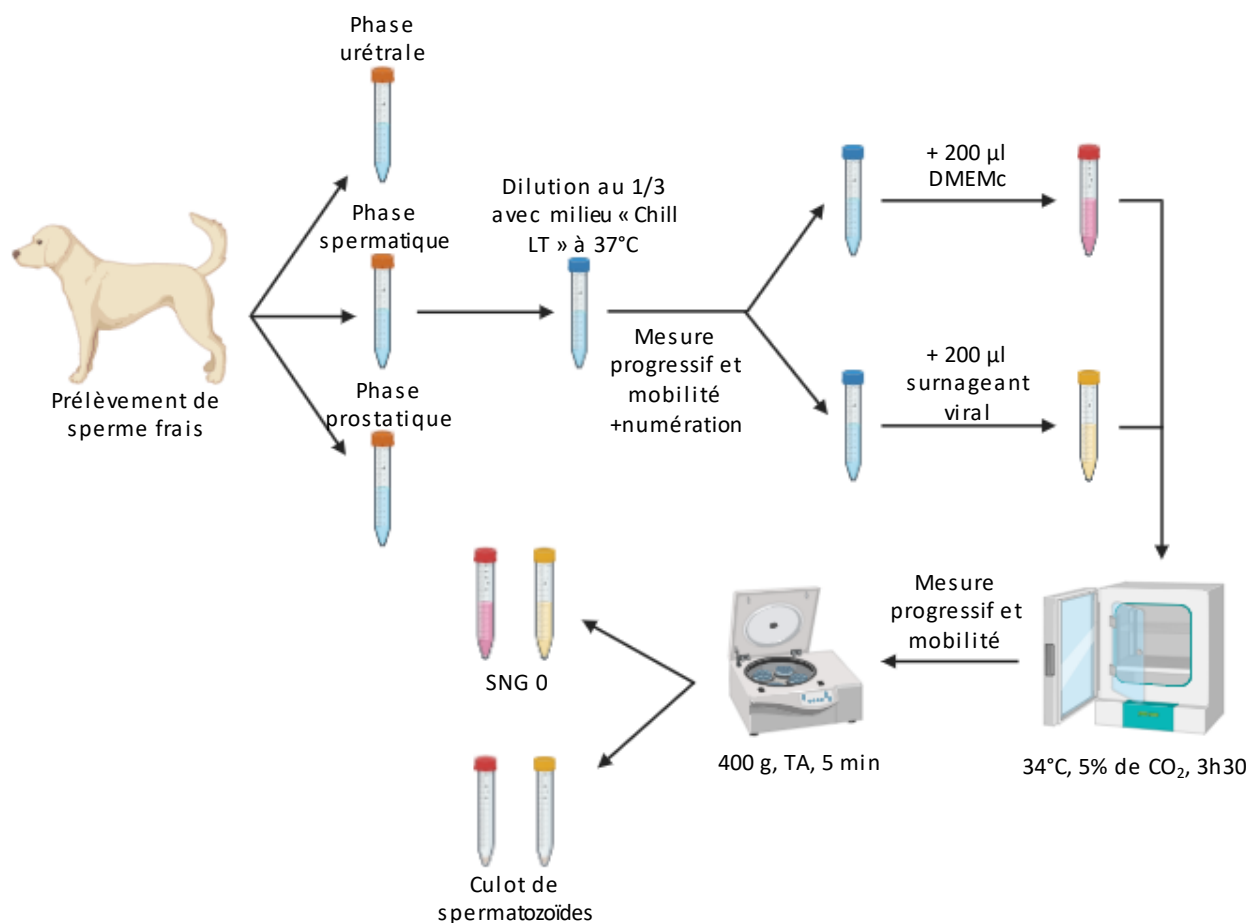 Phase
urétrale
Phase
spermatique
Phase
prostatique
Prélèvement de
sperme frais
Dilution au 1/3
avec milieu « Chill
LT » à 37°C
Mesure
progressif et
mobilité
+numération
+ 200 µl
DMEMc
+ 200 µl
surnageant
viral
34°C, 5% de CO₂, 3h30
Mesure
progressif et
mobilité
400 g, TA, 5 min
SNG 0
Culot de
spermatozoïdes